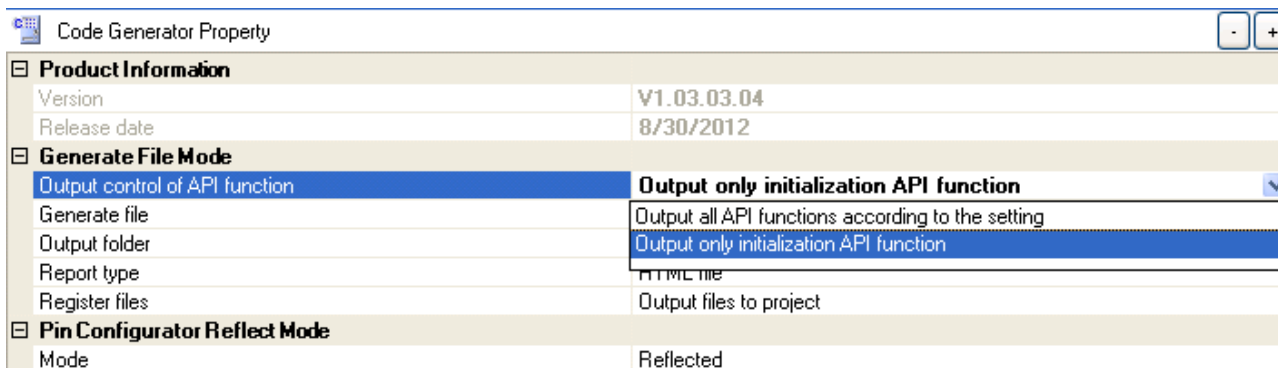 Code Generator Property
- +
Product Information
Version V1.03.03.04
Release date 8/30/2012
Generate File Mode
Output control of API function Output only initialization API function
Generate file Output all API functions according to the setting
Output folder Output only initialization API function
Report type HTML file
Register files Output files to project
Pin Configurator Reflect Mode
Mode Reflected